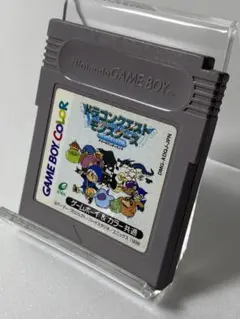 Nintendo GAME BOY
GAME BOY COLOR
ドラゴンクエスト
モンスターズ
DMG-ADQJ-JPN
ゲームボーイ&カラー共通